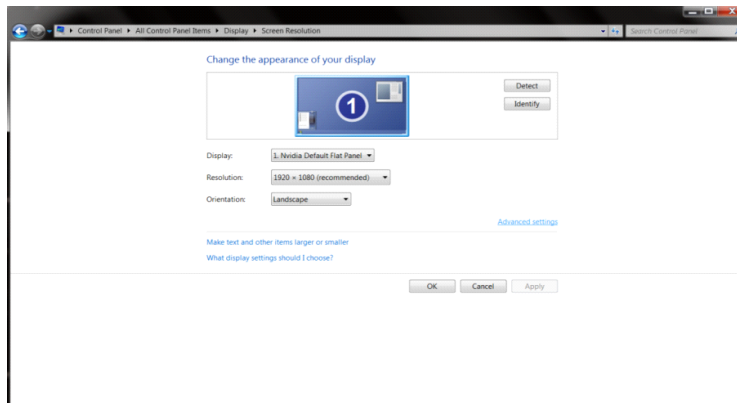 Control Panel ▸ All Control Panel Items ▸ Display ▸ Screen Resolution
Search Control Panel
Change the appearance of your display
1
Detect
Identify
Display: 1. Nvidia Default Flat Panel
Resolution: 1920 × 1080 (recommended)
Orientation: Landscape
Advanced settings
Make text and other items larger or smaller
What display settings should I choose?
OK Cancel Apply